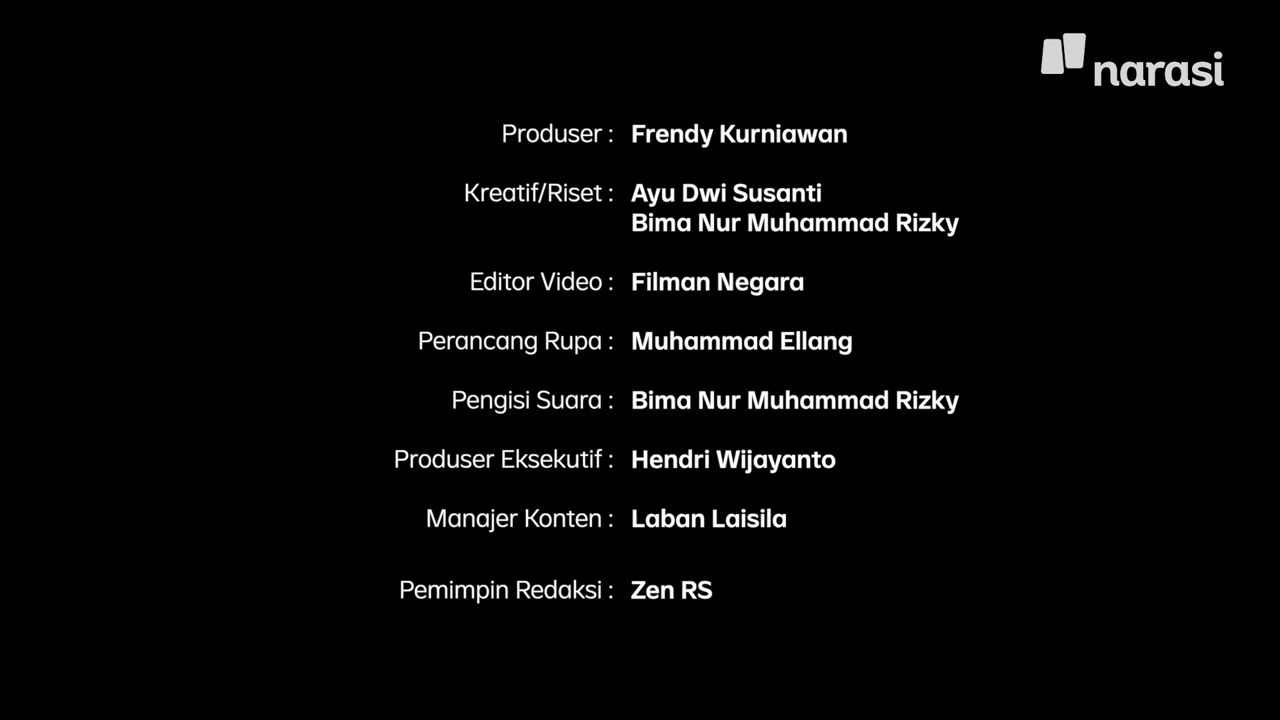 narasi
Produser : Frendy Kurniawan
Kreatif/Riset : Ayu Dwi Susanti
Bima Nur Muhammad Rizky
Editor Video : Filman Negara
Perancang Rupa : Muhammad Ellang
Pengisi Suara : Bima Nur Muhammad Rizky
Produser Eksekutif : Hendri Wijayanto
Manajer Konten : Laban Laisila
Pemimpin Redaksi : Zen RS